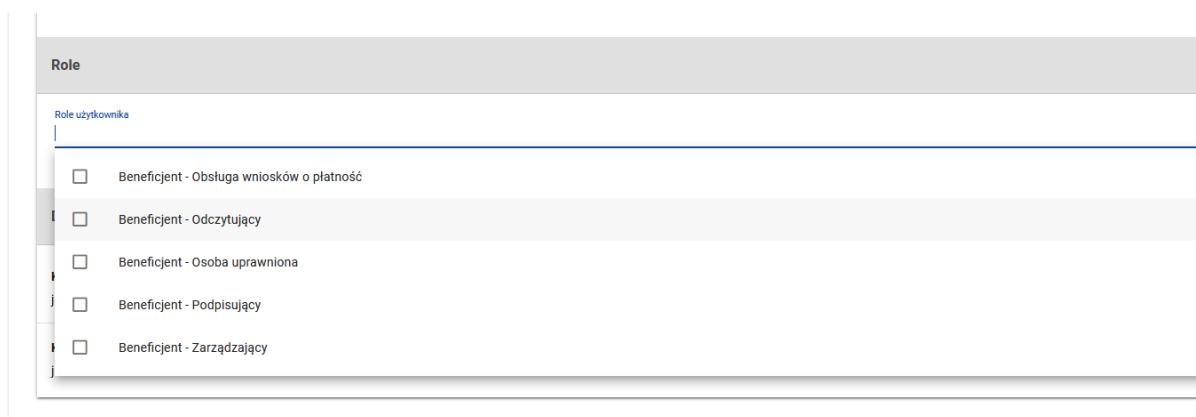 Role
Role użytkownika
Beneficjent - Obsługa wniosków o płatność
Beneficjent - Odczytujący
Beneficjent - Osoba uprawniona
Beneficjent - Podpisujący
Beneficjent - Zarządzający